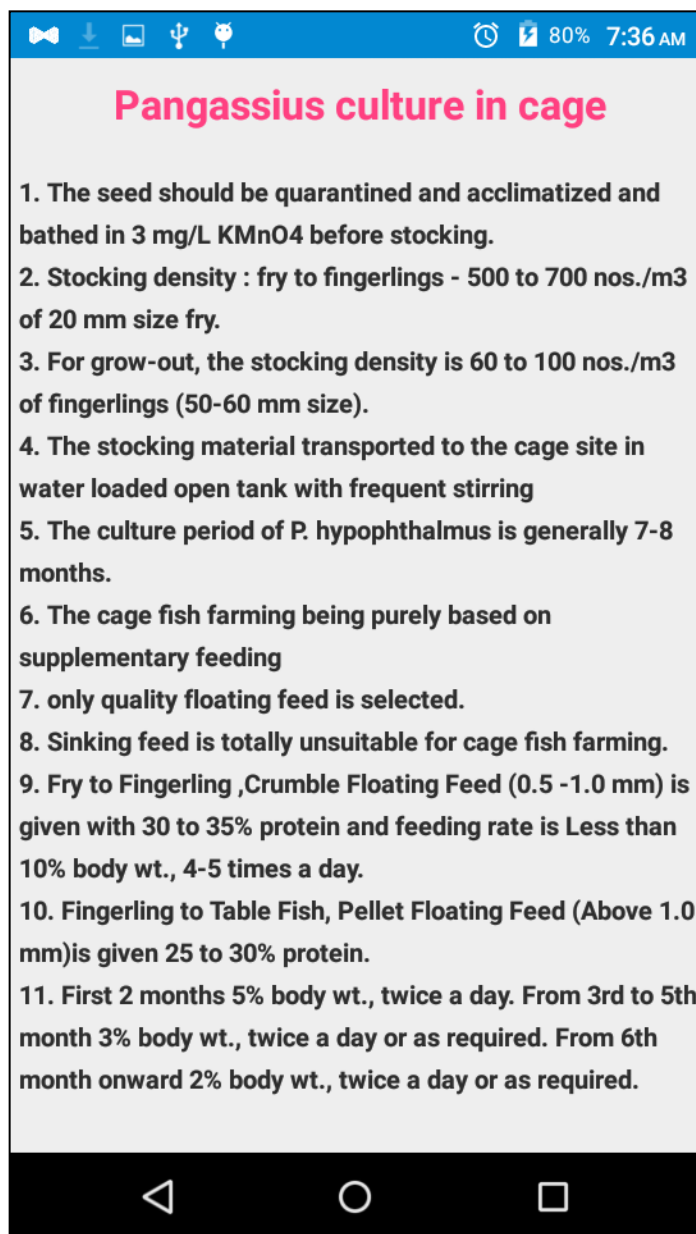 80% 7:36 AM
Pangassius culture in cage
1. The seed should be quarantined and acclimatized and
bathed in 3 mg/L KMnO4 before stocking.
2. Stocking density : fry to fingerlings - 500 to 700 nos./m3
of 20 mm size fry.
3. For grow-out, the stocking density is 60 to 100 nos./m3
of fingerlings (50-60 mm size).
4. The stocking material transported to the cage site in
water loaded open tank with frequent stirring
5. The culture period of P. hypophthalmus is generally 7-8
months.
6. The cage fish farming being purely based on
supplementary feeding
7. only quality floating feed is selected.
8. Sinking feed is totally unsuitable for cage fish farming.
9. Fry to Fingerling ,Crumble Floating Feed (0.5 -1.0 mm) is
given with 30 to 35% protein and feeding rate is Less than
10% body wt., 4-5 times a day.
10. Fingerling to Table Fish, Pellet Floating Feed (Above 1.0
mm)is given 25 to 30% protein.
11. First 2 months 5% body wt., twice a day. From 3rd to 5th
month 3% body wt., twice a day or as required. From 6th
month onward 2% body wt., twice a day or as required.